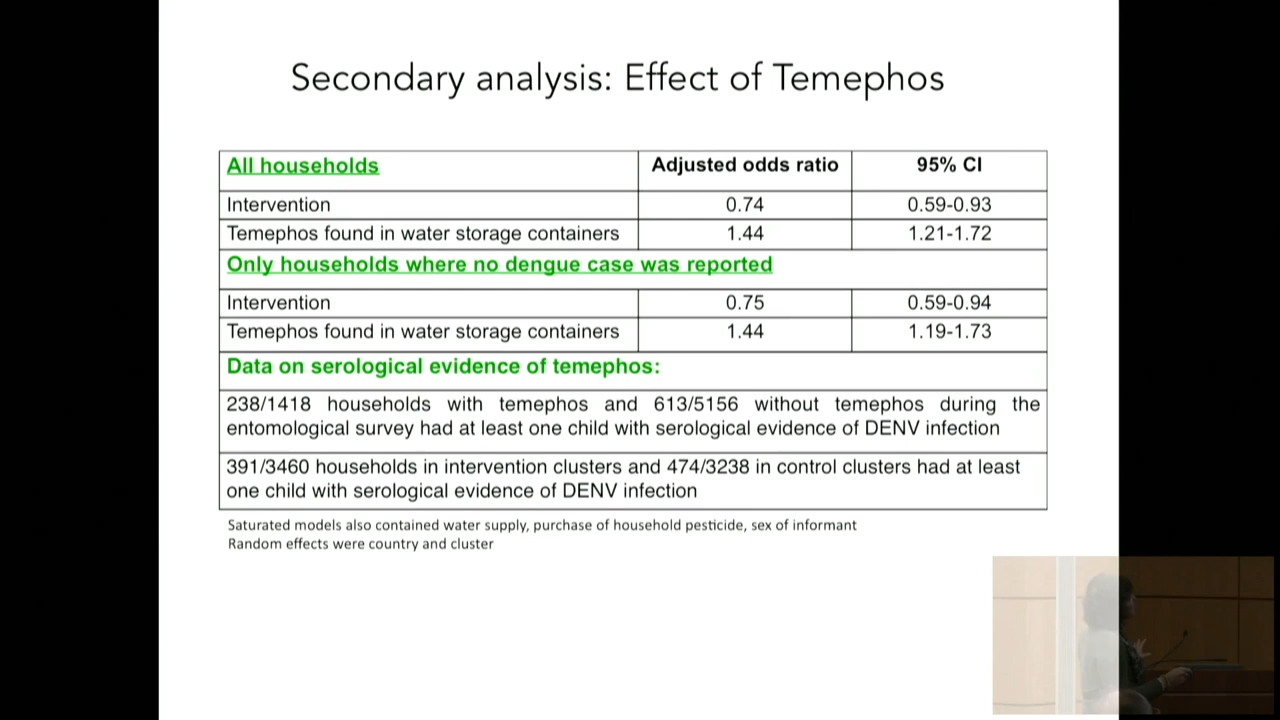 Secondary analysis: Effect of Temephos
All households Adjusted odds ratio 95% CI
Intervention 0.74 0.59-0.93
Temephos found in water storage containers 1.44 1.21-1.72
Only households where no dengue case was reported
Intervention 0.75 0.59-0.94
Temephos found in water storage containers 1.44 1.19-1.73
Data on serological evidence of temephos:
238/1418 households with temephos and 613/5156 without temephos during the
entomological survey had at least one child with serological evidence of DENV infection
391/3460 households in intervention clusters and 474/3238 in control clusters had at least
one child with serological evidence of DENV infection
Saturated models also contained water supply, purchase of household pesticide, sex of informant
Random effects were country and cluster